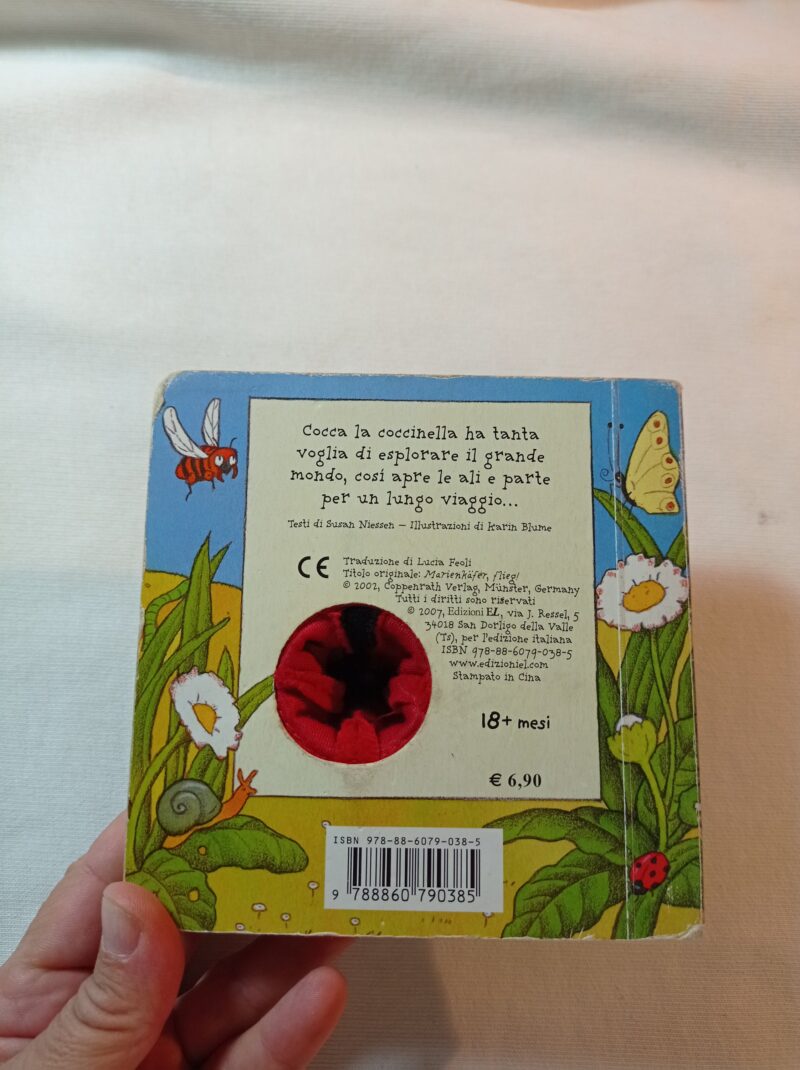 Cocca la coccinella ha tanta
voglia di esplorare il grande
mondo, cosí apre le ali e parte
per un lungo viaggio...
Testi di Susan Niessen – Illustrazioni di Karin Blume
CE
Traduzione di Lucia Feoli
Titolo originale: Marienkäfer, flieg!
© 2002, Coppenrath Verlag, Münster, Germany
Tutti i diritti sono riservati
© 2007, Edizioni EL, via J. Ressel, 5
34018 San Dorligo della Valle
(Ts), per l'edizione italiana
ISBN 978-88-6079-038-5
www.edizioniel.com
Stampato in Cina
18+ mesi
€ 6,90
ISBN 978-88-6079-038-5
9 788860 790385